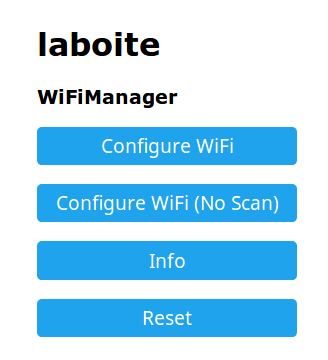 laboite
WiFiManager
Configure WiFi
Configure WiFi (No Scan)
Info
Reset